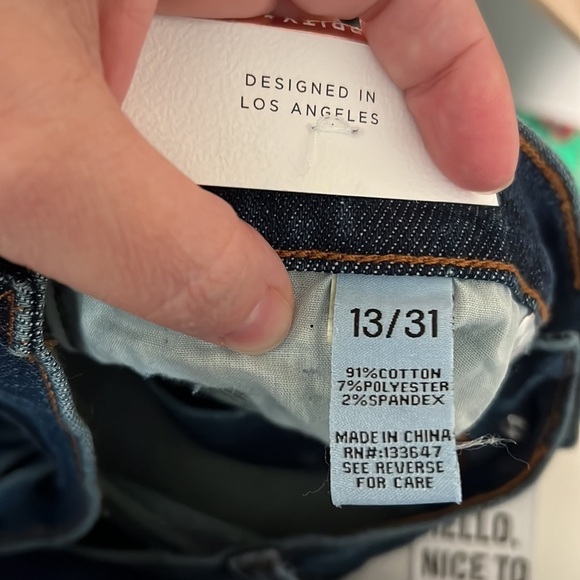 DESIGNED IN
LOS ANGELES
13/31
91%COTTON
7%POLYESTER
2%SPANDEX
MADE IN CHINA
RN#:133647
SEE REVERSE
FOR CARE
HELLO,
NICE TO